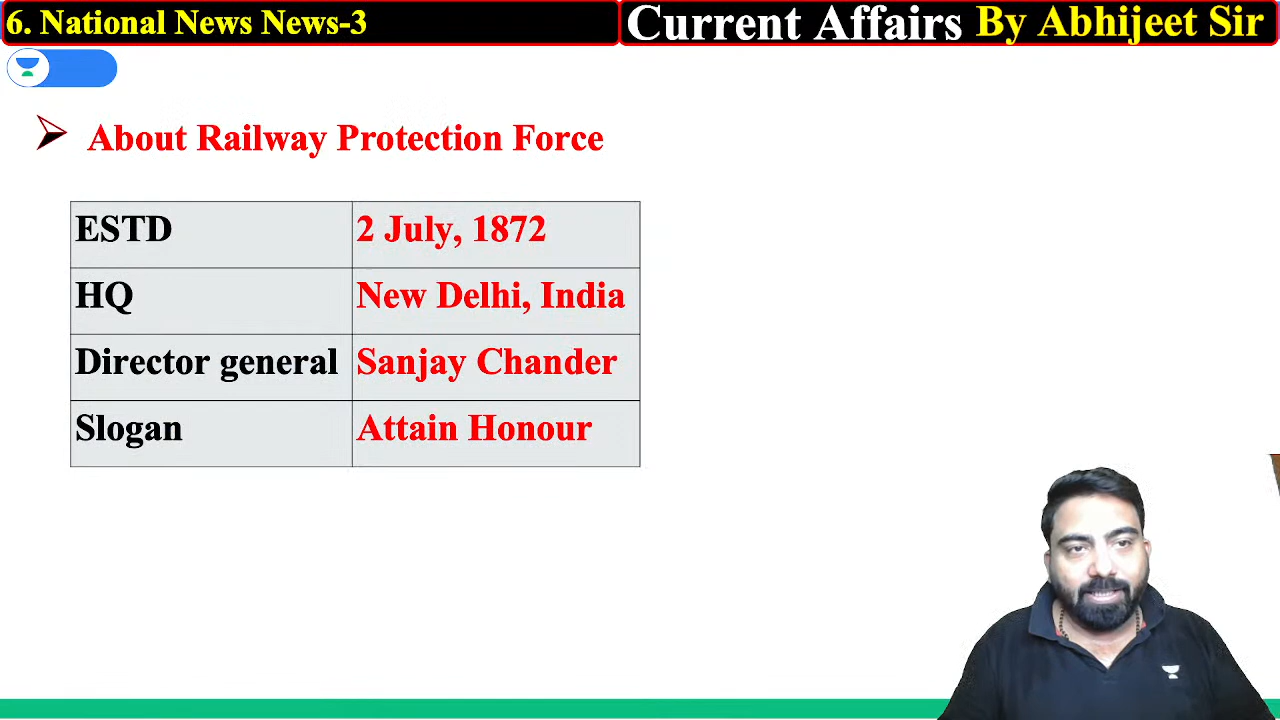 6. National News News-3
Current Affairs By Abhijeet Sir
About Railway Protection Force
ESTD 2 July, 1872
HQ New Delhi, India
Director general Sanjay Chander
Slogan Attain Honour